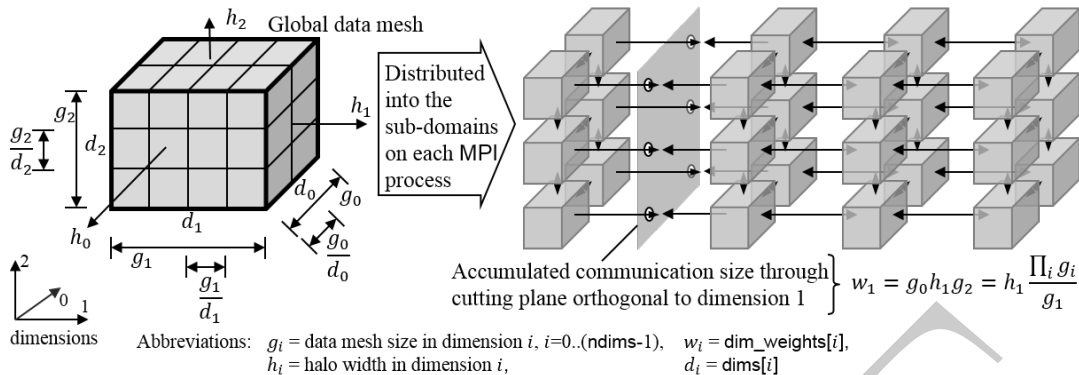 h₂
Global data mesh
h₁
g₂
d₂
g₂/d₂
h₀
d₁
d₀
g₀
g₀/d₀
g₁
g₁/d₁
2
0
1
dimensions
Distributed
into the
sub-domains
on each MPI
process
Accumulated communication size through
cutting plane orthogonal to dimension 1
w₁ = g₀h₁g₂ = h₁ ∏ᵢ gᵢ / g₁
Abbreviations: gᵢ = data mesh size in dimension i, i=0..(ndims-1), wᵢ = dim_weights[i],
hᵢ = halo width in dimension i, dᵢ = dims[i]